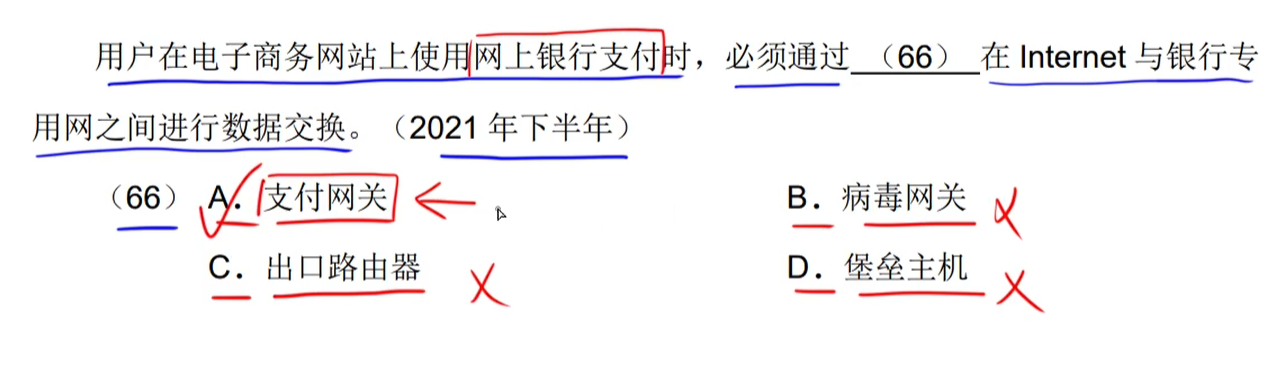 用户在电子商务网站上使用网上银行支付时，必须通过（66）在 Internet 与银行专
用网之间进行数据交换。（2021 年下半年）
（66） A．支付网关 B．病毒网关
C．出口路由器 D．堡垒主机